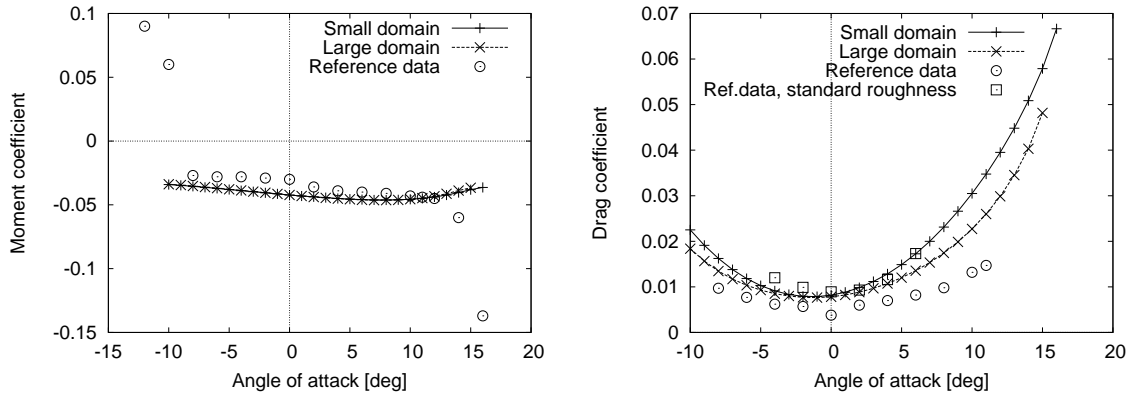 0.1
0.05
0
-0.05
-0.1
-0.15
-15
-10
-5
0
5
10
15
20
Moment coefficient
Angle of attack [deg]
Small domain
Large domain
Reference data
0.07
0.06
0.05
0.04
0.03
0.02
0.01
0
-10
-5
0
5
10
15
20
Drag coefficient
Angle of attack [deg]
Small domain
Large domain
Reference data
Ref.data, standard roughness